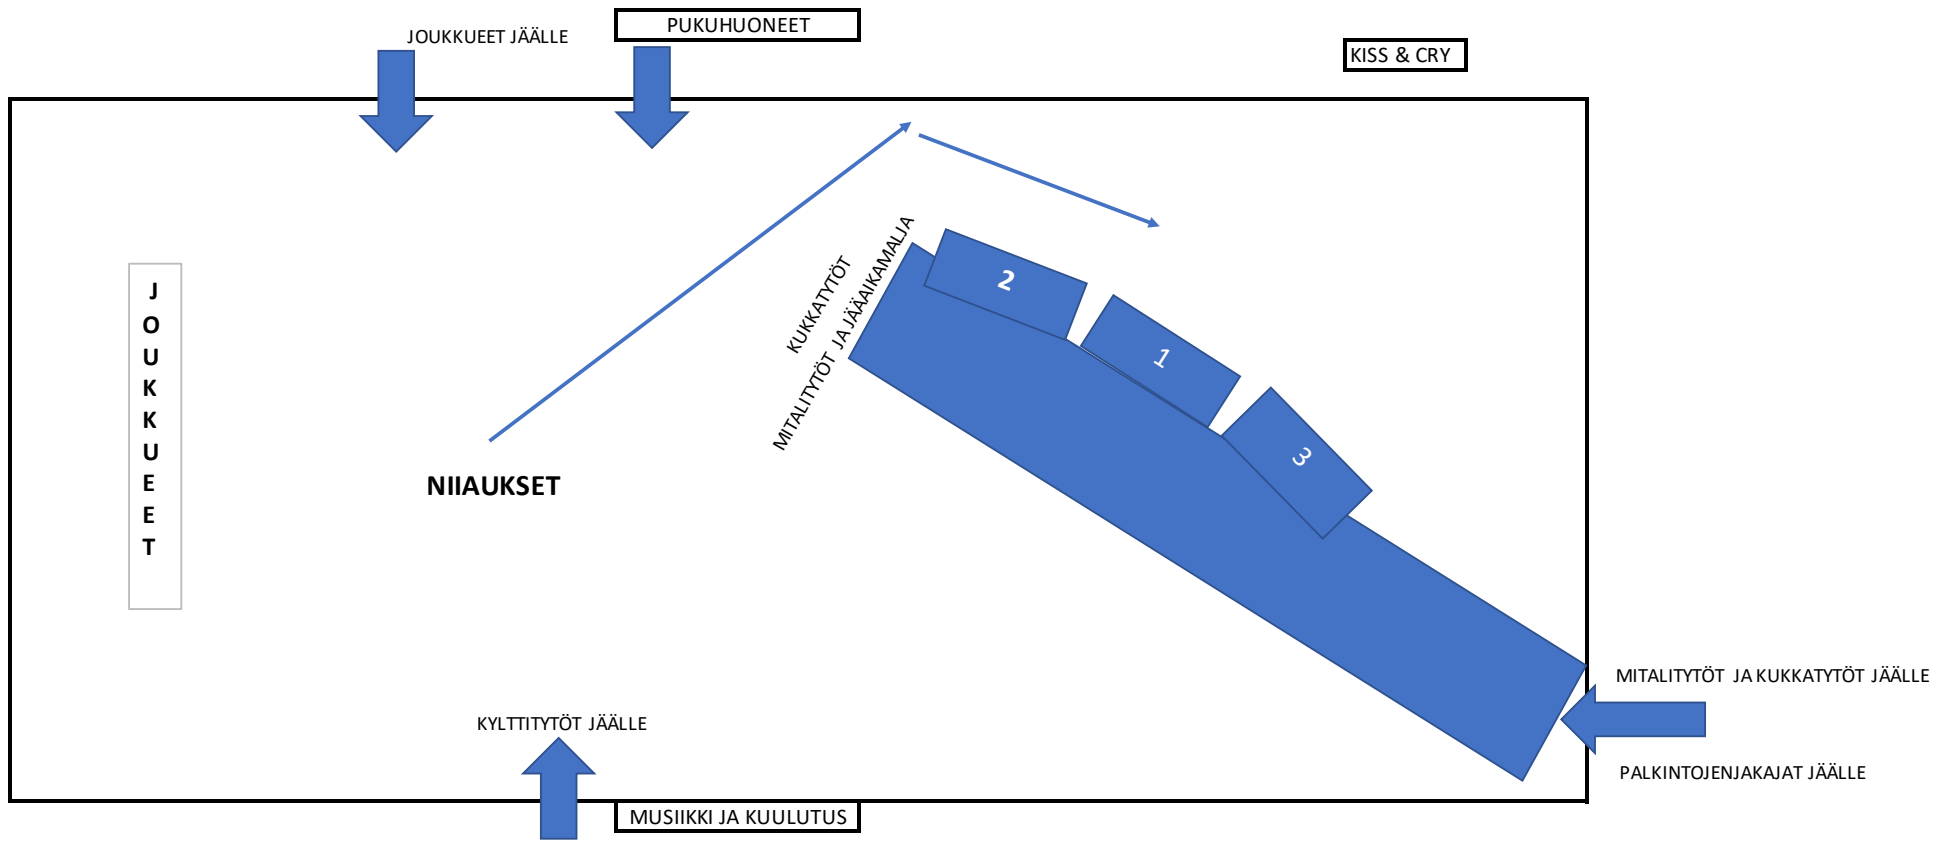 PUKUHUONEET
JOUKKUEET JÄÄLLE
KISS & CRY
KUKKATYTÖT
MITALITYTÖT JA JÄÄAIKAMALJA
2
1
3
JOUKKUEET
NIIAUKSET
MITALITYTÖT JA KUKKATYTÖT JÄÄLLE
KYLTTITYTÖT JÄÄLLE
PALKINTOJENJAKAJAT JÄÄLLE
MUSIIKKI JA KUULUTUS